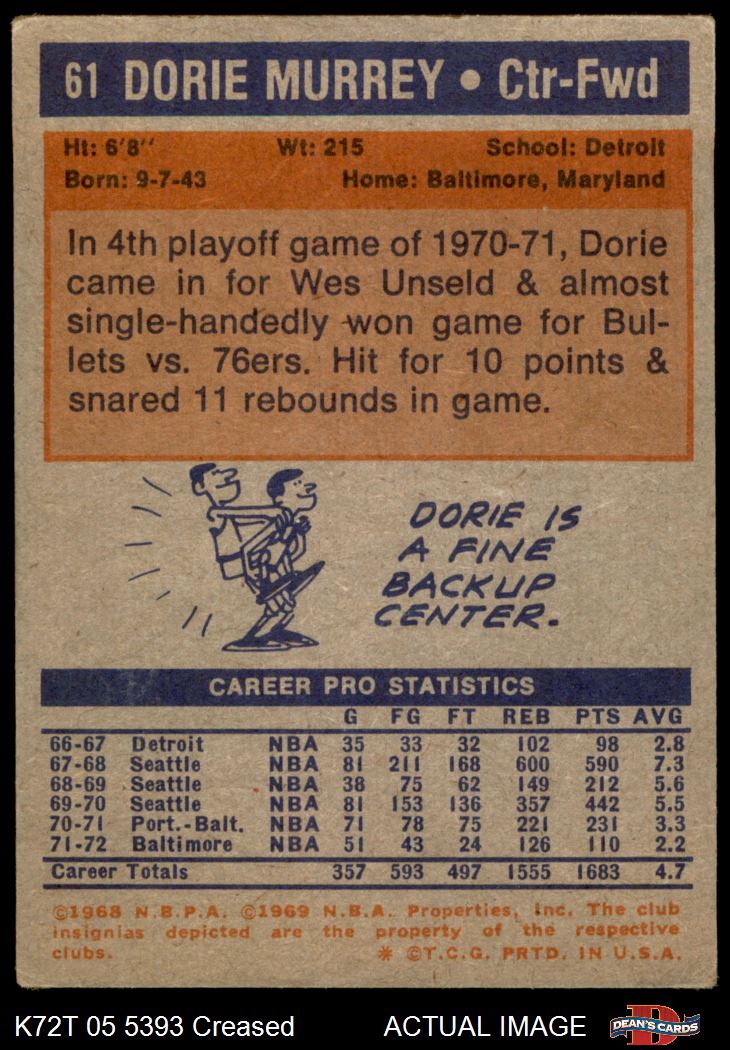 61 DORIE MURREY • Ctr-Fwd
Ht: 6'8'' Wt: 215 School: Detroit
Born: 9-7-43 Home: Baltimore, Maryland
In 4th playoff game of 1970-71, Dorie
came in for Wes Unseld & almost
single-handedly won game for Bul-
lets vs. 76ers. Hit for 10 points &
snared 11 rebounds in game.
DORIE IS
A FINE
BACKUP
CENTER.
CAREER PRO STATISTICS
G FG FT REB PTS AVG
66-67 Detroit NBA 35 33 32 102 98 2.8
67-68 Seattle NBA 81 211 168 600 590 7.3
68-69 Seattle NBA 38 75 62 149 212 5.6
69-70 Seattle NBA 81 153 136 357 442 5.5
70-71 Port.-Balt. NBA 71 78 75 221 231 3.3
71-72 Baltimore NBA 51 43 24 126 110 2.2
Career Totals 357 593 497 1555 1683 4.7
©1968 N.B.P.A. ©1969 N.B.A. Properties, Inc. The club
insignias depicted are the property of the respective
clubs. * ©T.C.G. PRTD. IN U.S.A.
K72T 05 5393 Creased ACTUAL IMAGE DEAN'S CARDS